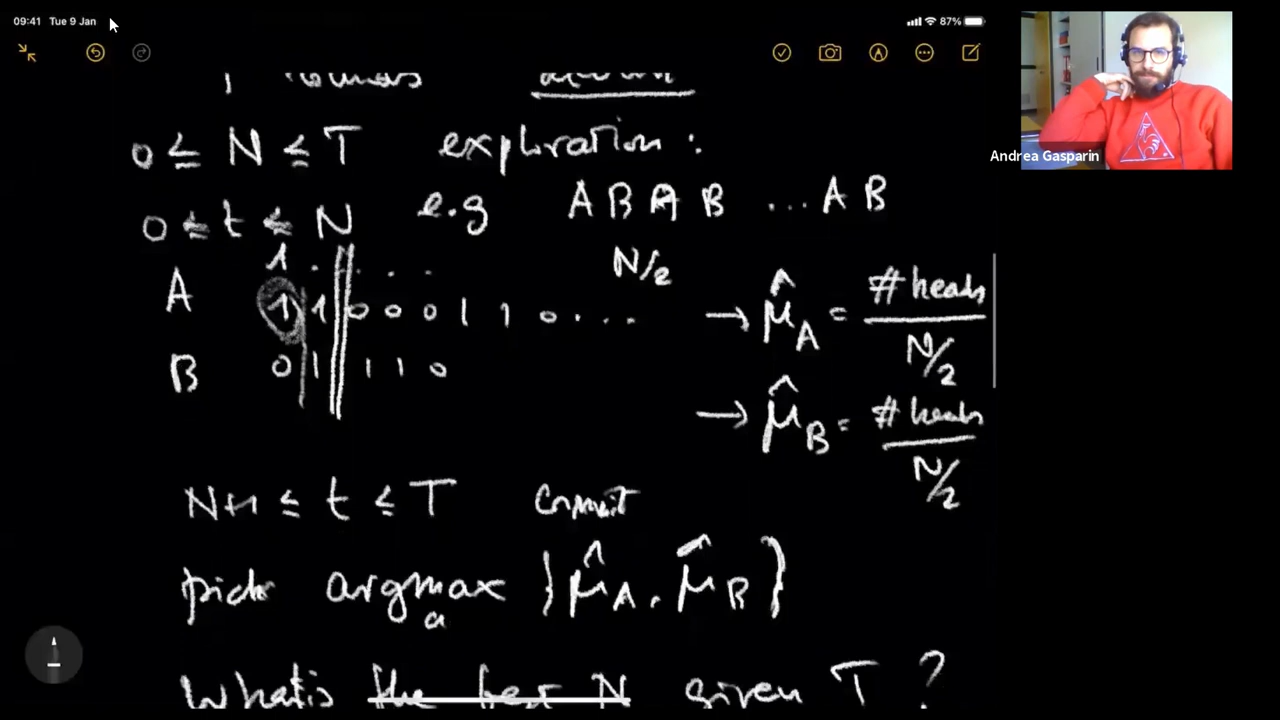 09:41 Tue 9 Jan
87%
Andrea Gasparin
0 ≤ N ≤ T exploration :
0 ≤ t ≤ N e.g A B A B ... A B
N/2
1 . . . .
A 1 1 0 0 0 1 1 0 . . . → μ̂A = # heads / N/2
B 0 1 1 1 0 → μ̂B = # heads / N/2
N+1 ≤ t ≤ T commit
pick argmax { μ̂A , μ̂B }
a
What's the best N given T ?